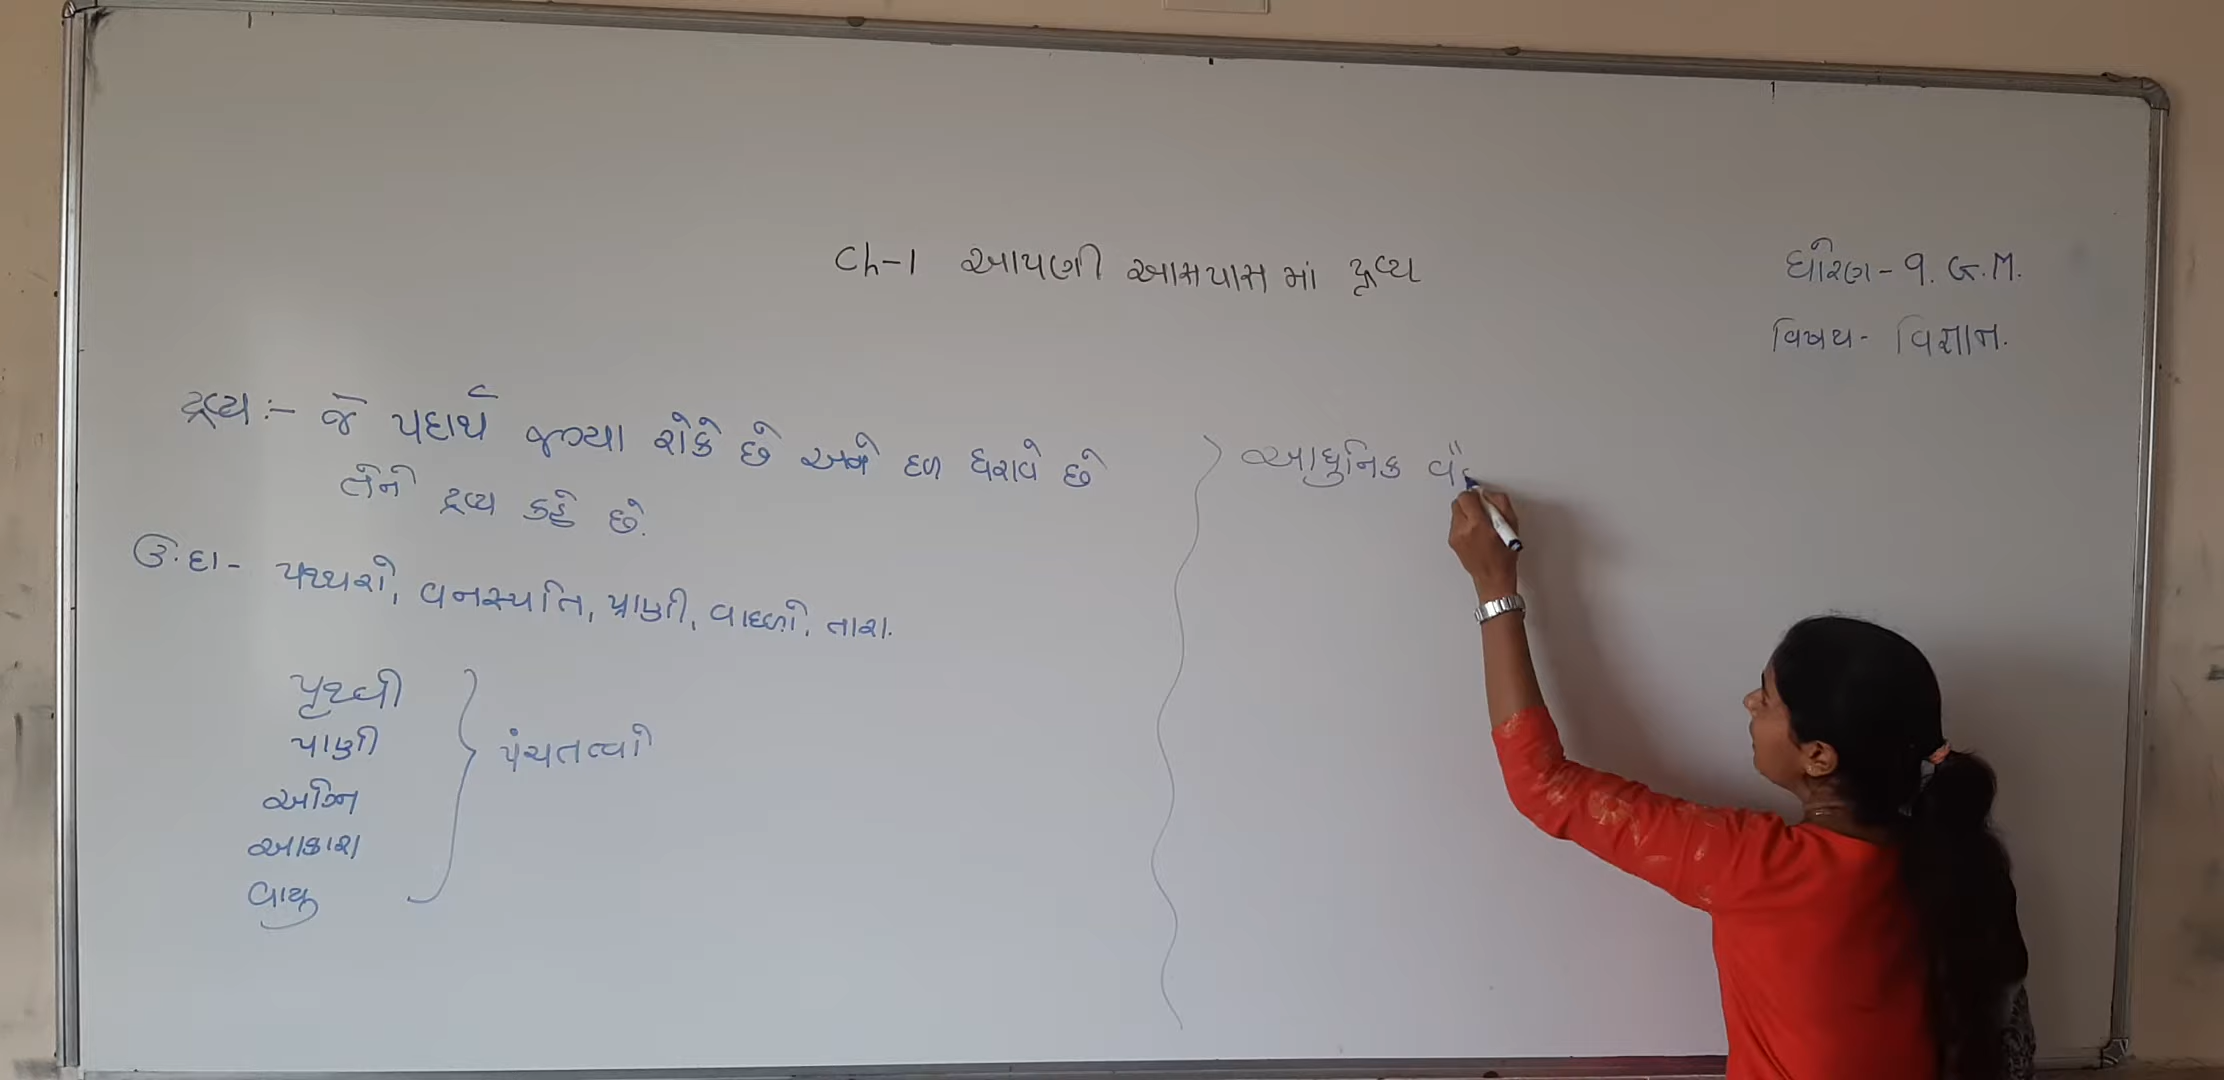 Ch-1 આપણી આસપાસ માં દ્રવ્ય
ધોરણ - 9. G.M.
વિષય - વિજ્ઞાન.
દ્રવ્ય :- જે પદાર્થ જગ્યા રોકે છે અને દળ ધરાવે છે
તેને દ્રવ્ય કહે છે.
ઉ.દા - પથ્થરો, વનસ્પતિ, પ્રાણી, વાદળો, તારા.
પૃથ્વી
પાણી
અગ્નિ
આકાશ
વાયુ
પંચતત્વો
આધુનિક